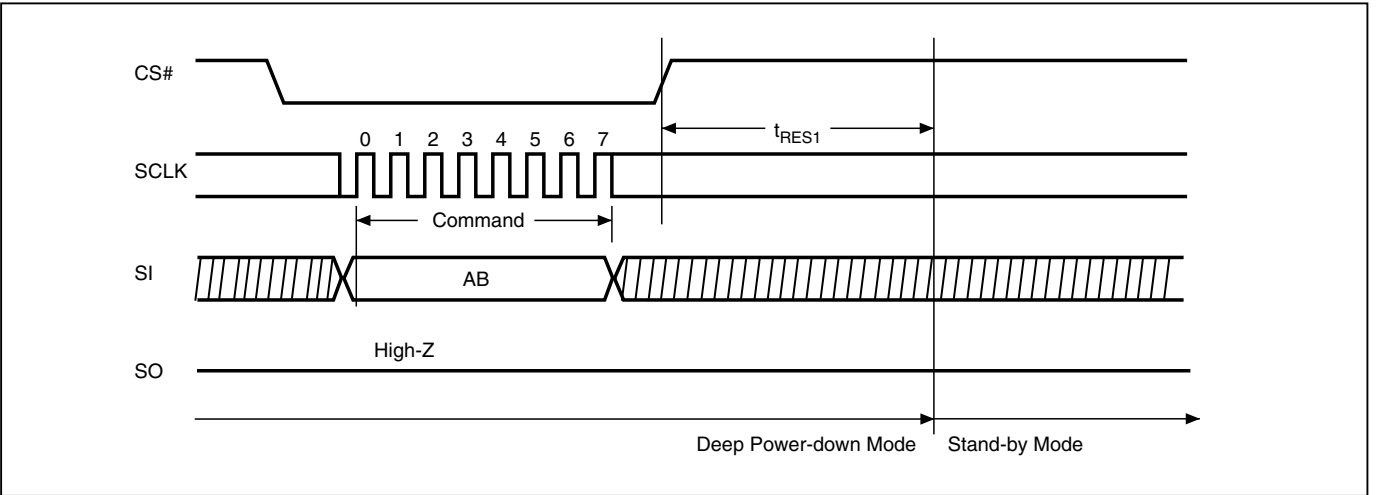 CS#
tRES1
0 1 2 3 4 5 6 7
SCLK
Command
SI
AB
High-Z
SO
Deep Power-down Mode Stand-by Mode